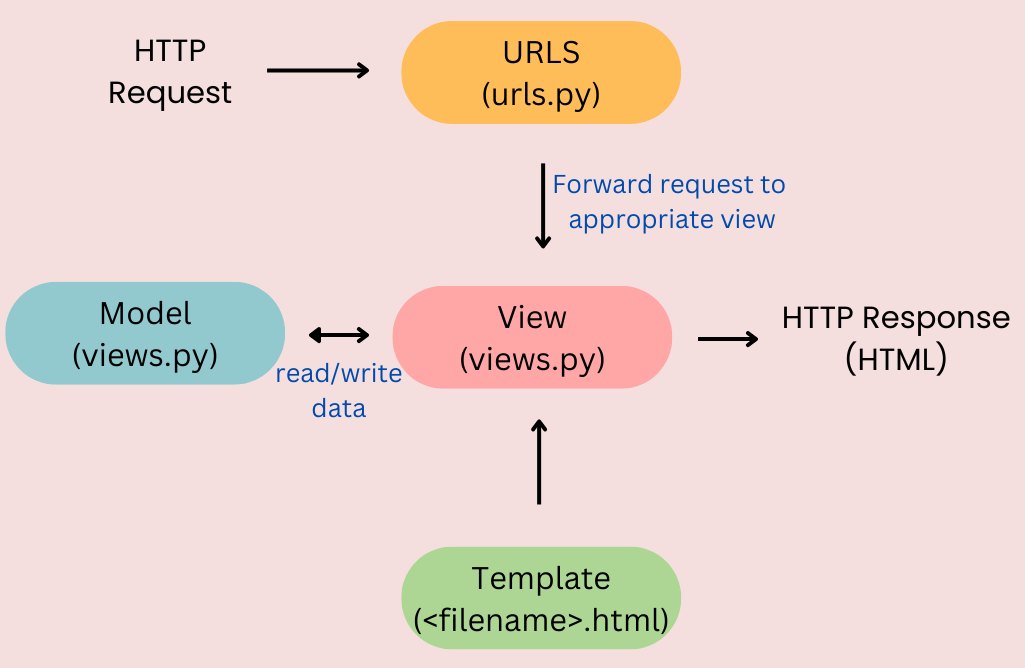 HTTP
Request
URLS
(urls.py)
Forward request to
appropriate view
Model
(views.py)
read/write
data
View
(views.py)
HTTP Response
(HTML)
Template
(<filename>.html)